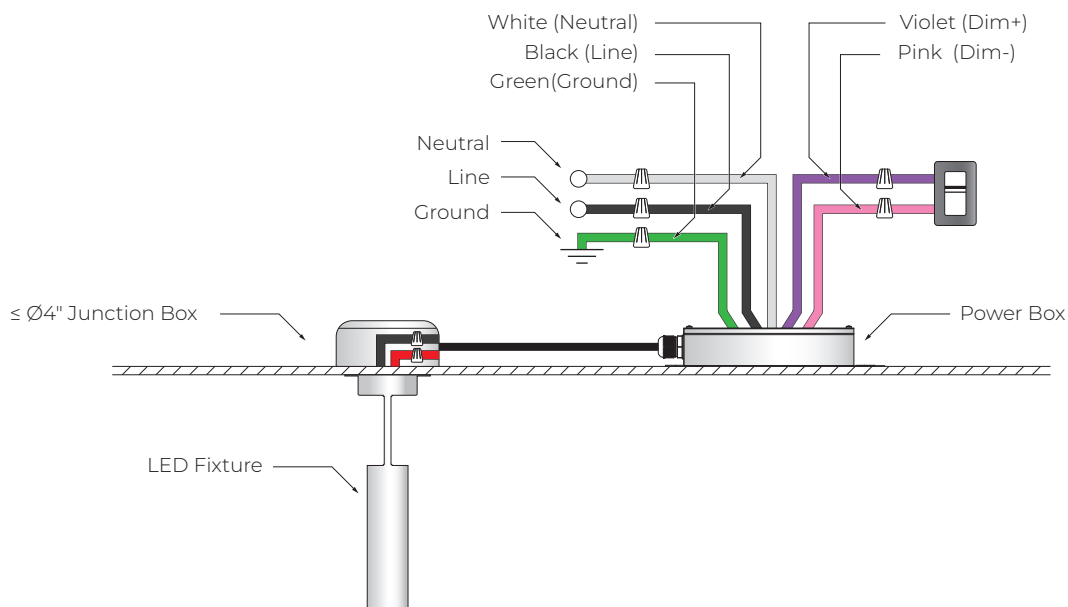 White (Neutral)
Violet (Dim+)
Black (Line)
Pink  (Dim-)
Green(Ground)
Neutral
Line
Ground
≤ Ø4" Junction Box
Power Box
LED Fixture